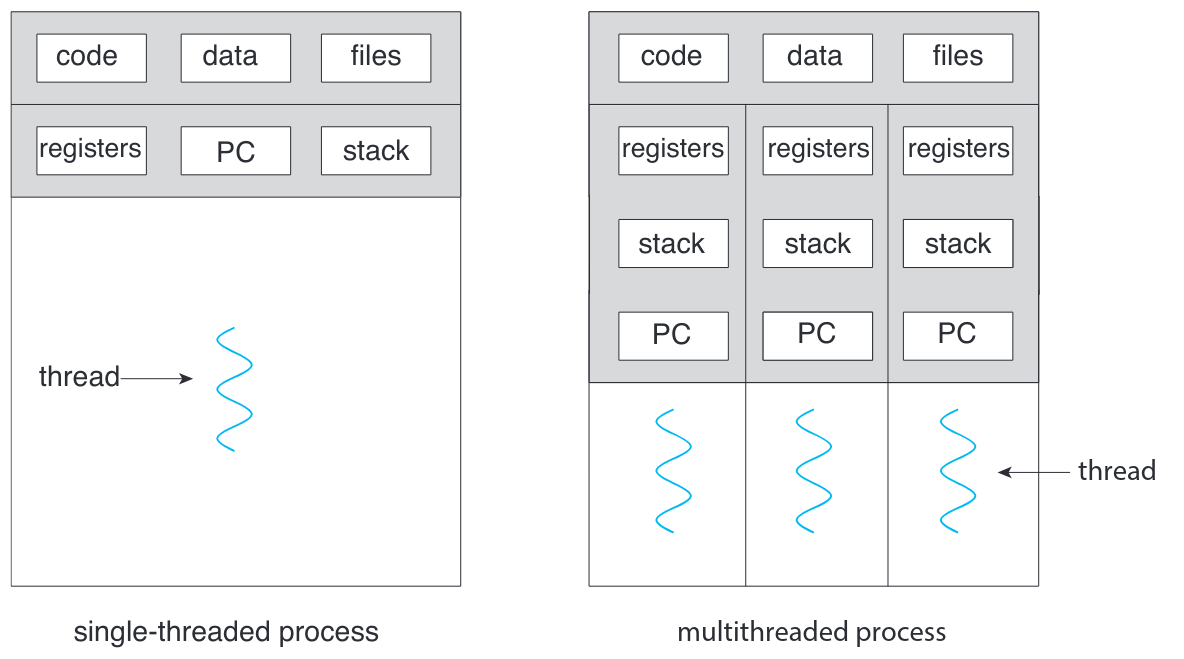 code data files
registers PC stack
thread
single-threaded process
code data files
registers registers registers
stack stack stack
PC PC PC
thread
multithreaded process